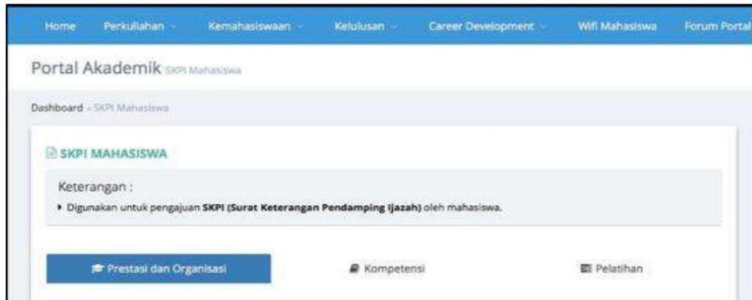 Home Perkuliahan Kemahasiswaan Kelulusan Career Development Wifi Mahasiswa Forum Portal
Portal Akademik SKPI Mahasiswa
Dashboard » SKPI Mahasiswa
SKPI MAHASISWA
Keterangan :
Digunakan untuk pengajuan SKPI (Surat Keterangan Pendamping Ijazah) oleh mahasiswa.
Prestasi dan Organisasi Kompetensi Pelatihan